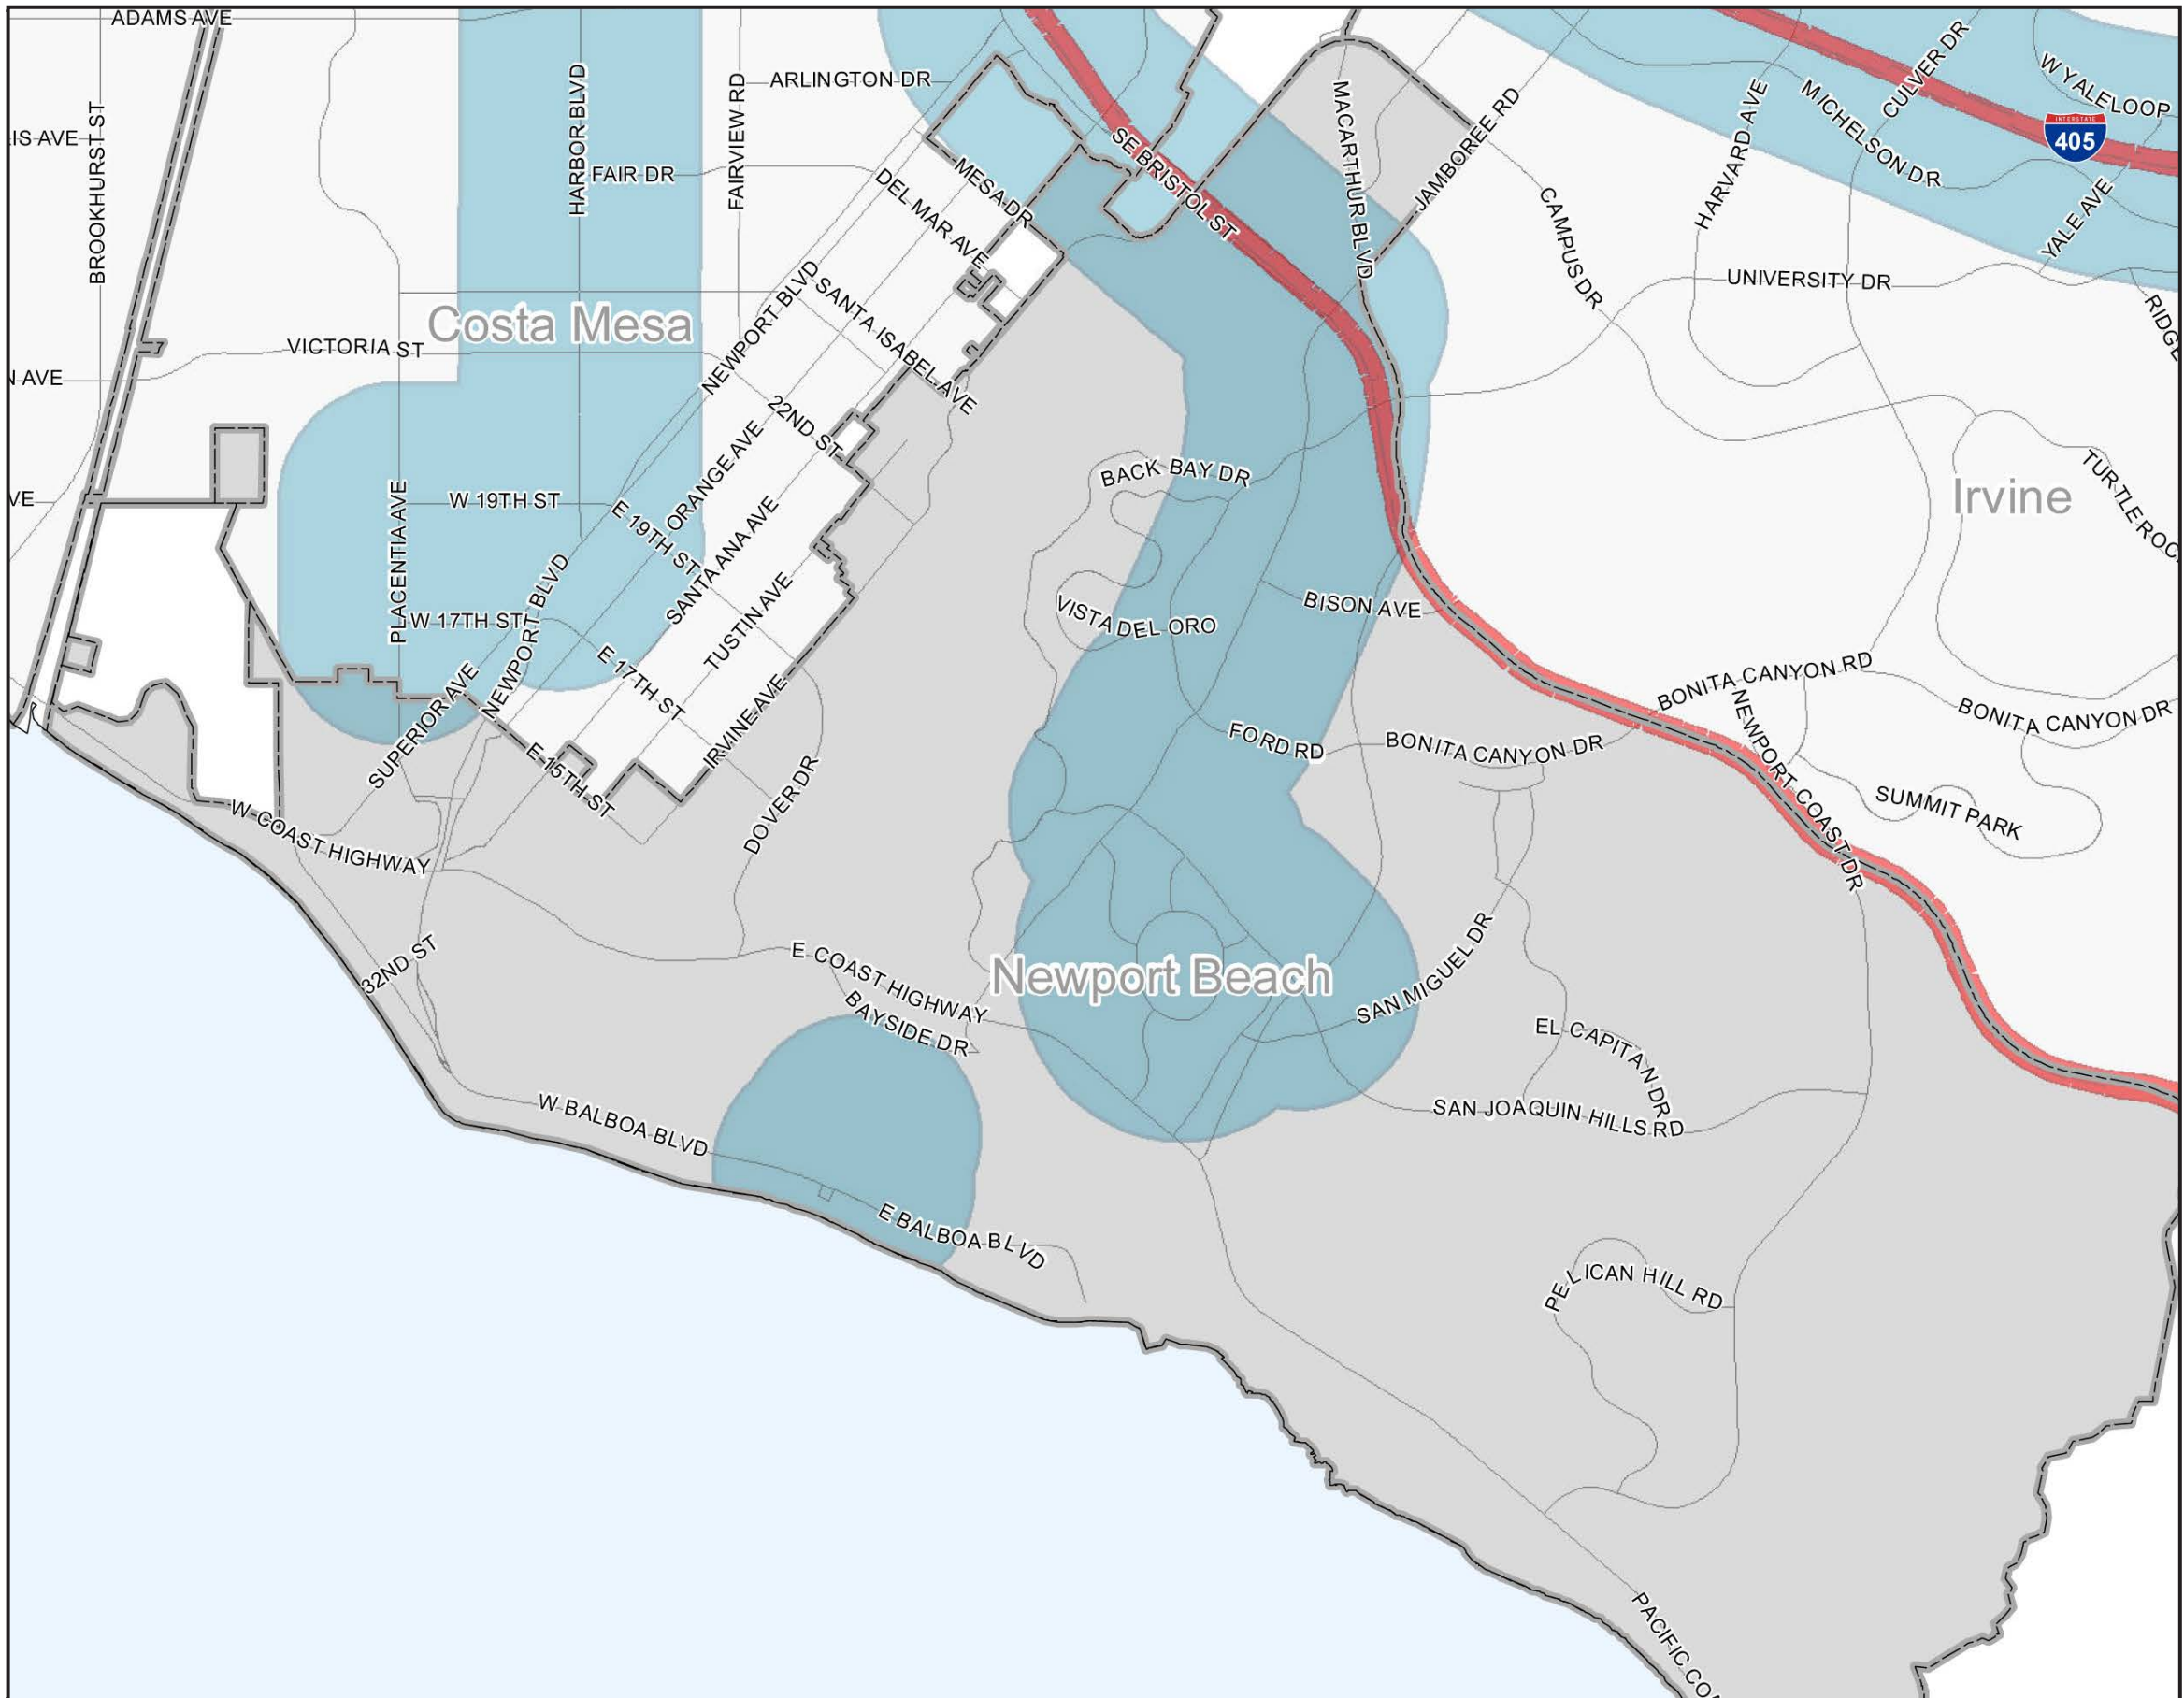 ADAMS AVE
BROOKHURST ST
IS AVE
HARBOR BLVD
FAIRVIEW RD
ARLINGTON DR
FAIR DR
DEL MAR AVE
MESA DR
SE BRISTOL ST
MACARTHUR BLVD
JAMBOREE RD
CAMPUS DR
HARVARD AVE
MICHELSON DR
CULVER DR
W YALE LOOP
INTERSTATE
405
YALE AVE
UNIVERSITY DR
RIDGE
Costa Mesa
VICTORIA ST
N AVE
NEWPORT BLVD
SANTA ISABEL AVE
22ND ST
ORANGE AVE
VE
W 19TH ST
E 19TH ST
SANTA ANA AVE
PLACENTIA AVE
W 17TH ST
NEWPORT BLVD
TUSTIN AVE
E 17TH ST
IRVINE AVE
SUPERIOR AVE
E 15TH ST
DOVER DR
BACK BAY DR
VISTA DEL ORO
BISON AVE
FORD RD
BONITA CANYON DR
BONITA CANYON RD
BONITA CANYON DR
NEWPORT COAST DR
SUMMIT PARK
Irvine
TURTLE ROC
W COAST HIGHWAY
32ND ST
E COAST HIGHWAY
BAYSIDE DR
Newport Beach
SAN MIGUEL DR
EL CAPITAN DR
SAN JOAQUIN HILLS RD
W BALBOA BLVD
E BALBOA BLVD
PELICAN HILL RD
PACIFIC COA